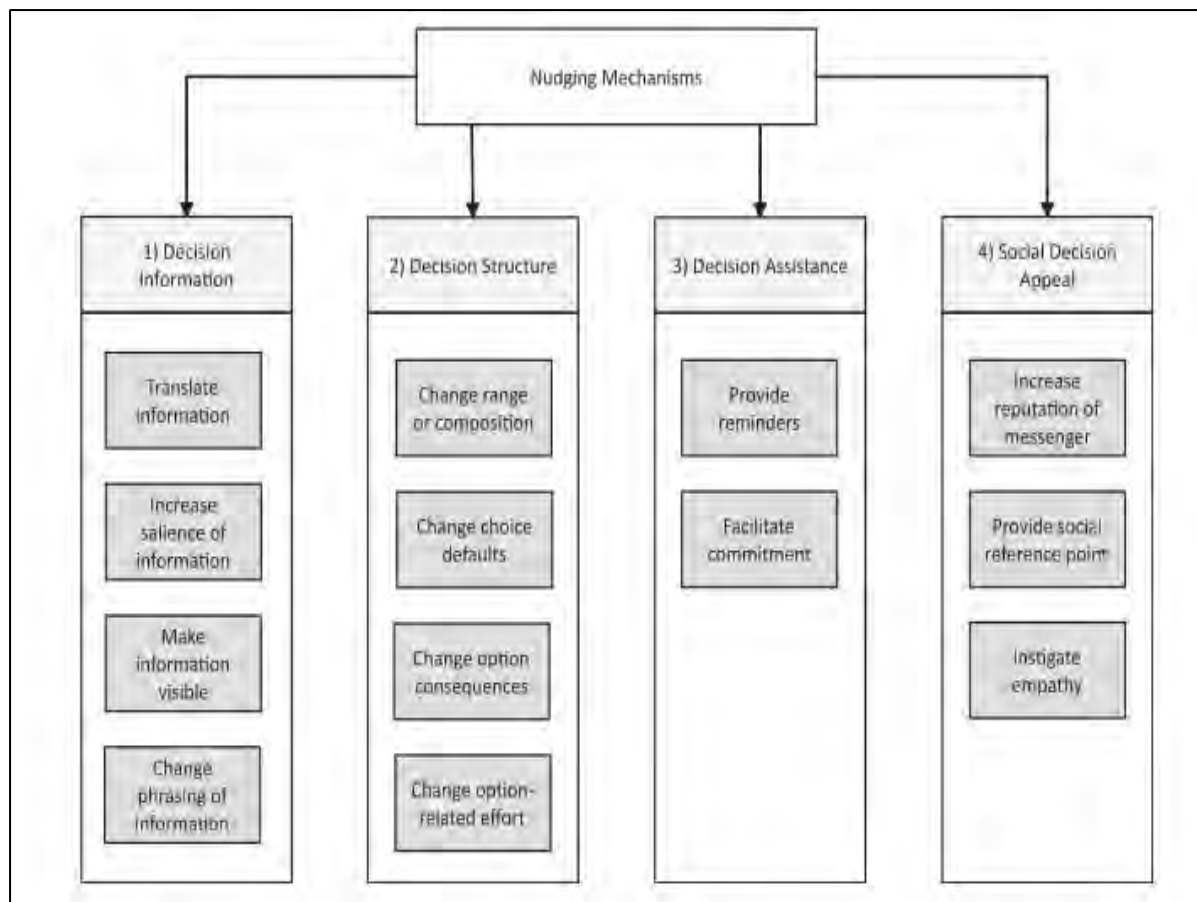 Nudging Mechanisms
1) Decision
Information
2) Decision Structure
3) Decision Assistance
4) Social Decision
Appeal
Translate
information
Increase
salience of
information
Make
information
visible
Change
phrasing of
information
Change range
or composition
Change choice
defaults
Change option
consequences
Change option-
related effort
Provide
reminders
Facilitate
commitment
Increase
reputation of
messenger
Provide social
reference point
Instigate
empathy